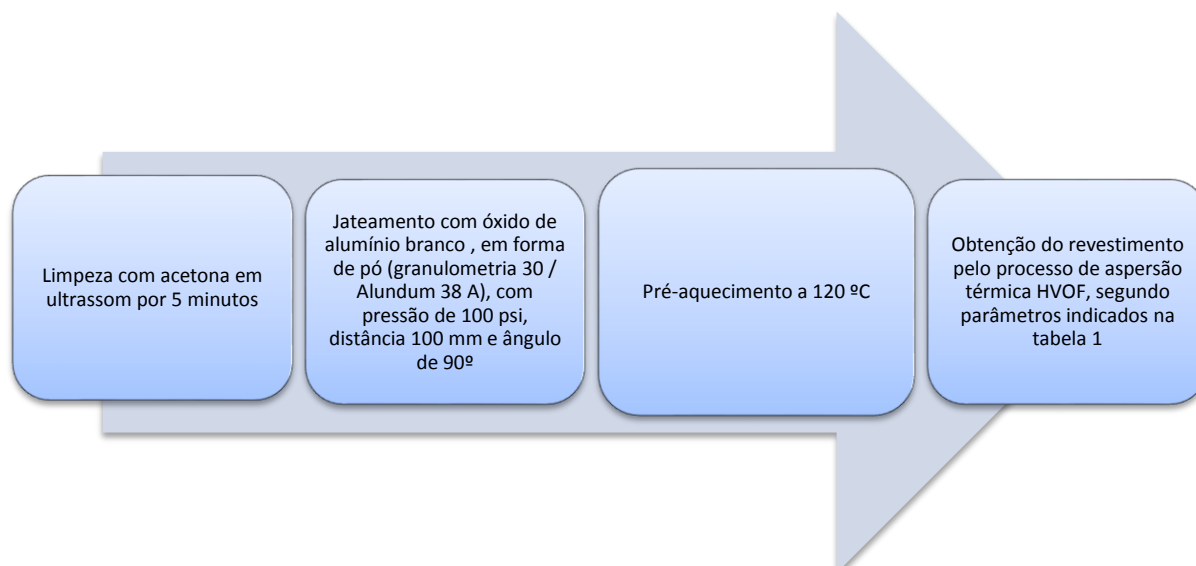 Limpeza com acetona em
ultrassom por 5 minutos
Jateamento com óxido de
alumínio branco , em forma
de pó (granulometria 30 /
Alundum 38 A), com
pressão de 100 psi,
distância 100 mm e ângulo
de 90º
Pré-aquecimento a 120 ºC
Obtenção do revestimento
pelo processo de aspersão
térmica HVOF, segundo
parâmetros indicados na
tabela 1